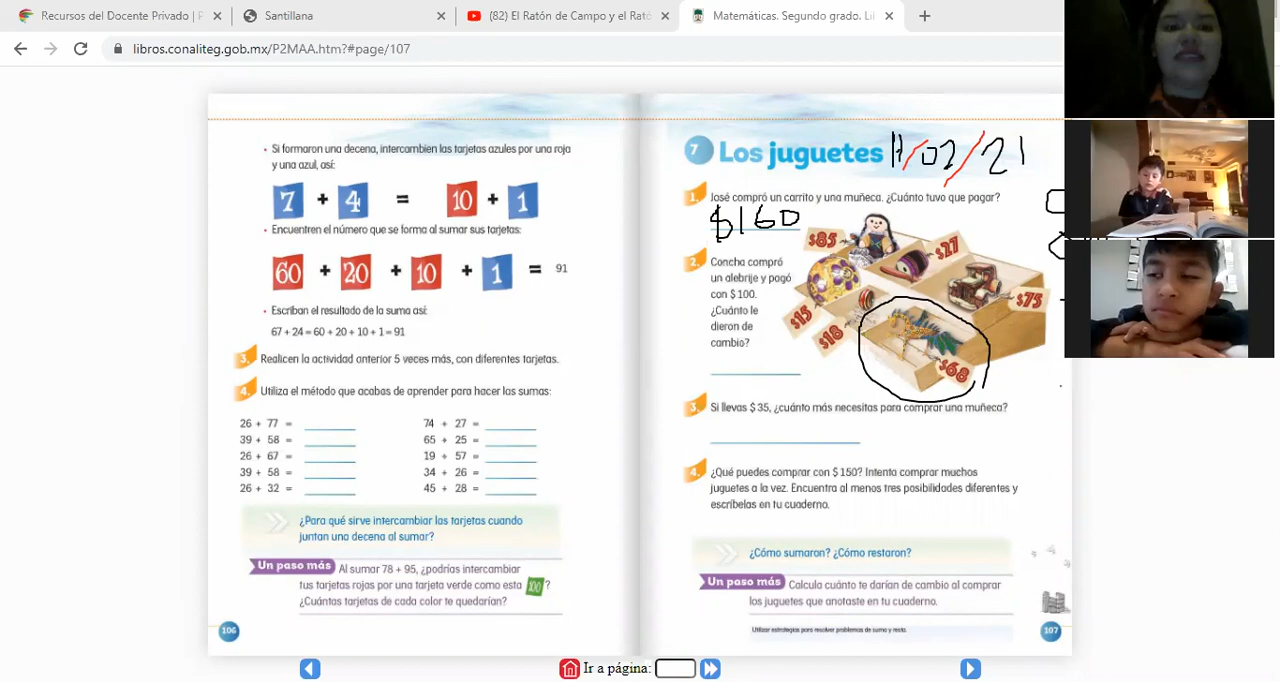 Recursos del Docente Privado | P
Santillana
(82) El Ratón de Campo y el Rató
Matemáticas. Segundo grado. Li
libros.conaliteg.gob.mx/P2MAA.htm?#page/107
• Si formaron una decena, intercambien las tarjetas azules por una roja
y una azul, así:
7 + 4 = 10 + 1
• Encuentren el número que se forma al sumar sus tarjetas:
60 + 20 + 10 + 1 = 91
• Escriban el resultado de la suma así:
67 + 24 = 60 + 20 + 10 + 1 = 91
3. Realicen la actividad anterior 5 veces más, con diferentes tarjetas.
4. Utiliza el método que acabas de aprender para hacer las sumas:
26 + 77 =
39 + 58 =
26 + 67 =
39 + 58 =
26 + 32 =
74 + 27 =
65 + 25 =
19 + 57 =
34 + 26 =
45 + 28 =
¿Para qué sirve intercambiar las tarjetas cuando
juntan una decena al sumar?
Un paso más Al sumar 78 + 95, ¿podrías intercambiar
tus tarjetas rojas por una tarjeta verde como esta 100?
¿Cuántas tarjetas de cada color te quedarían?
106
7 Los juguetes 11/02/21
1. José compró un carrito y una muñeca. ¿Cuánto tuvo que pagar?
$160
2. Concha compró
un alebrije y pagó
con $100.
¿Cuánto le
dieron de
cambio?
$85
$27
$75
$15
$18
$68
3. Si llevas $35, ¿cuánto más necesitas para comprar una muñeca?
4. ¿Qué puedes comprar con $150? Intenta comprar muchos
juguetes a la vez. Encuentra al menos tres posibilidades diferentes y
escríbelas en tu cuaderno.
¿Cómo sumaron? ¿Cómo restaron?
Un paso más Calcula cuánto te darían de cambio al comprar
los juguetes que anotaste en tu cuaderno.
Utilizar estrategias para resolver problemas de suma y resta.
107
Ir a página: